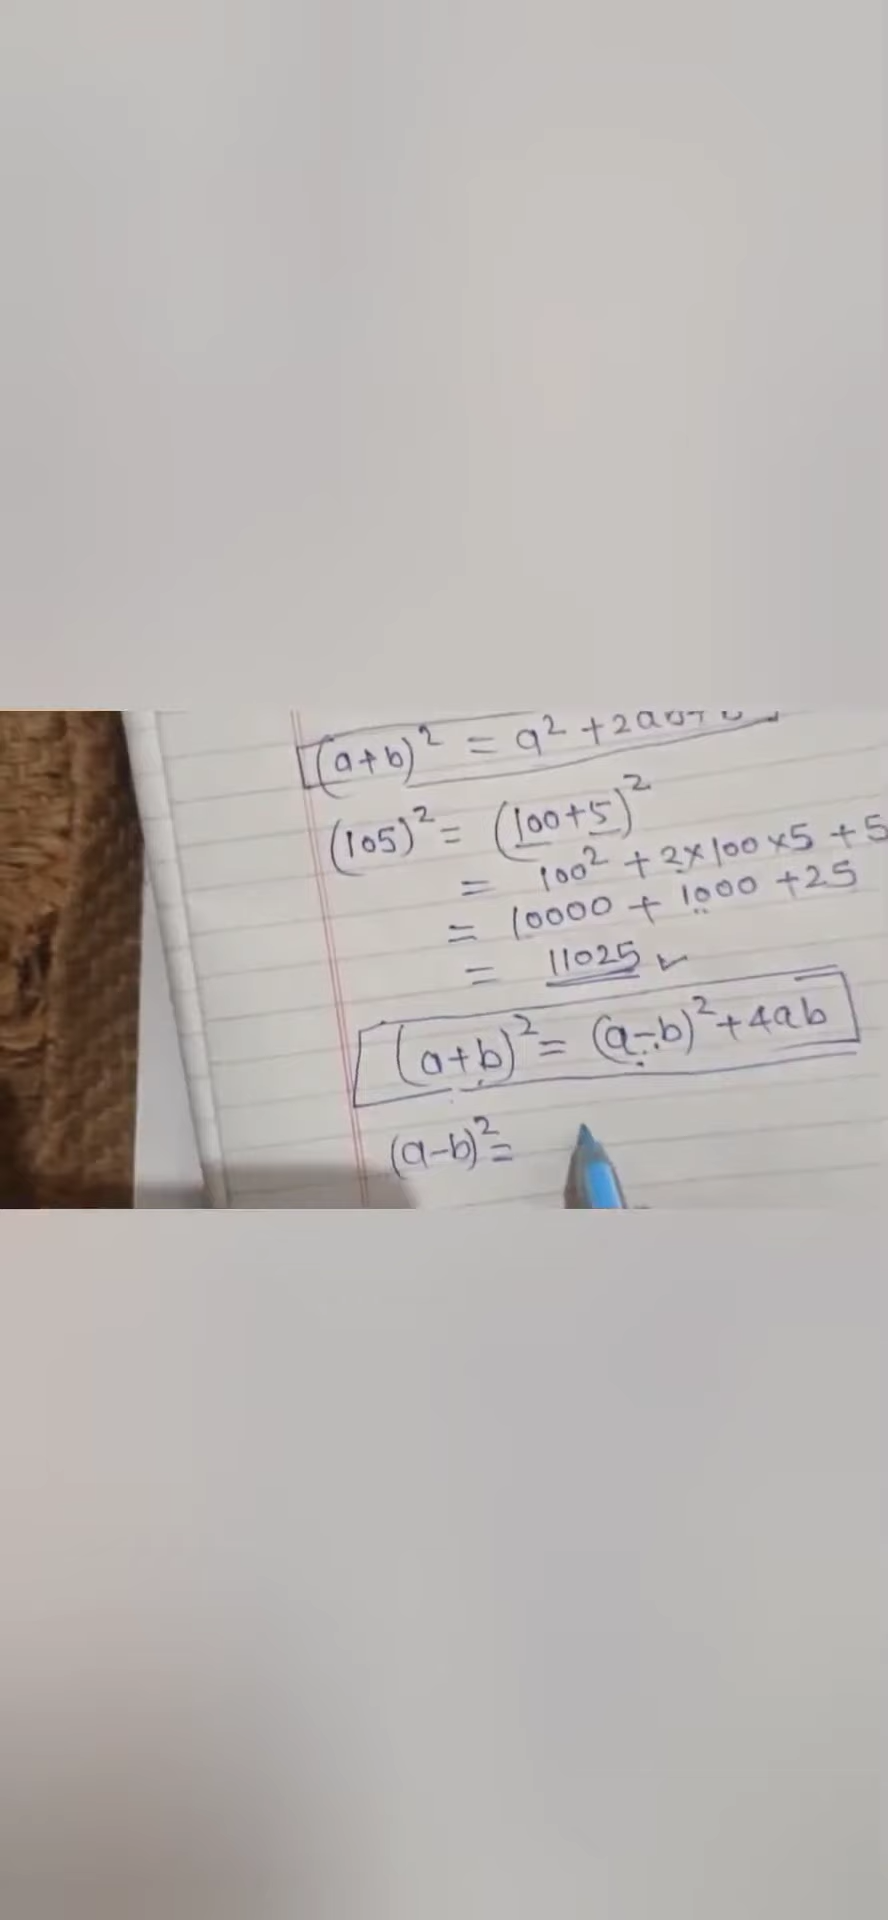 (a+b)² = a² + 2ab+
(105)² = (100+5)²
= 100² + 2×100×5 + 5
= 10000 + 1000 + 25
= 11025 ✓
(a+b)² = (a-b)² + 4ab
(a-b)² =